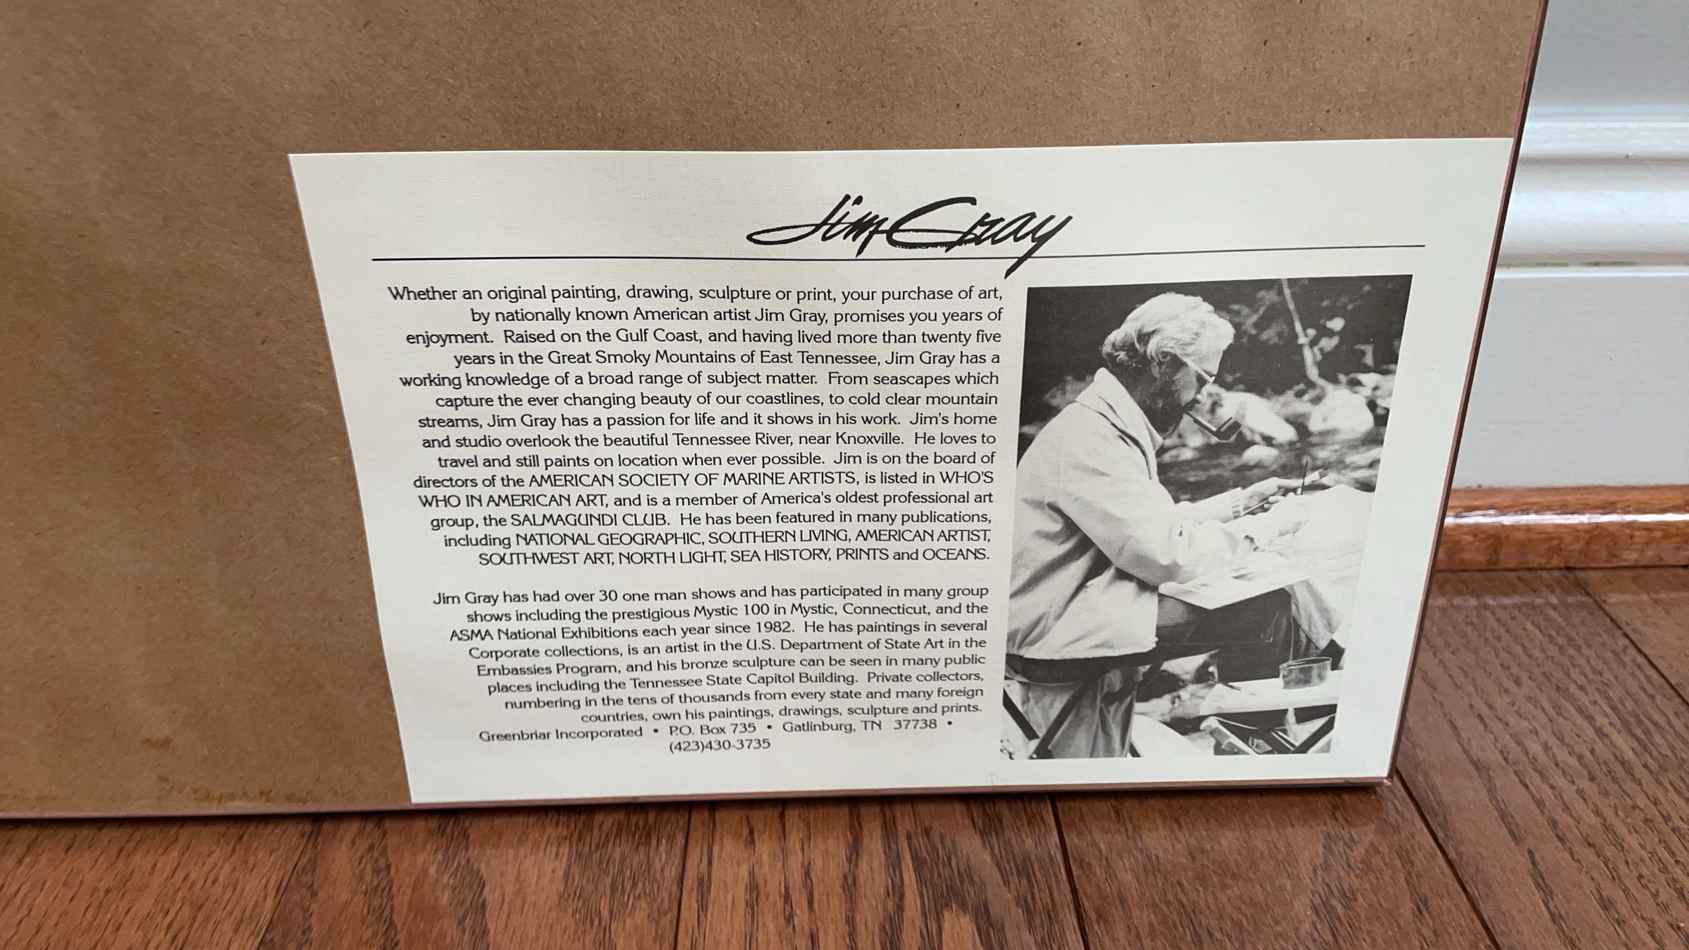 Jim Gray
Whether an original painting, drawing, sculpture or print, your purchase of art,
by nationally known American artist Jim Gray, promises you years of
enjoyment. Raised on the Gulf Coast, and having lived more than twenty five
years in the Great Smoky Mountains of East Tennessee, Jim Gray has a
working knowledge of a broad range of subject matter. From seascapes which
capture the ever changing beauty of our coastlines, to cold clear mountain
streams, Jim Gray has a passion for life and it shows in his work. Jim's home
and studio overlook the beautiful Tennessee River, near Knoxville. He loves to
travel and still paints on location when ever possible. Jim is on the board of
directors of the AMERICAN SOCIETY OF MARINE ARTISTS, is listed in WHO'S
WHO IN AMERICAN ART, and is a member of America's oldest professional art
group, the SALMAGUNDI CLUB. He has been featured in many publications,
including NATIONAL GEOGRAPHIC, SOUTHERN LIVING, AMERICAN ARTIST,
SOUTHWEST ART, NORTH LIGHT, SEA HISTORY, PRINTS and OCEANS.
Jim Gray has had over 30 one man shows and has participated in many group
shows including the prestigious Mystic 100 in Mystic, Connecticut, and the
ASMA National Exhibitions each year since 1982. He has paintings in several
Corporate collections, is an artist in the U.S. Department of State Art in the
Embassies Program, and his bronze sculpture can be seen in many public
places including the Tennessee State Capitol Building. Private collectors,
numbering in the tens of thousands from every state and many foreign
countries, own his paintings, drawings, sculpture and prints.
Greenbriar Incorporated • P.O. Box 735 • Gatlinburg, TN 37738 •
(423)430-3735